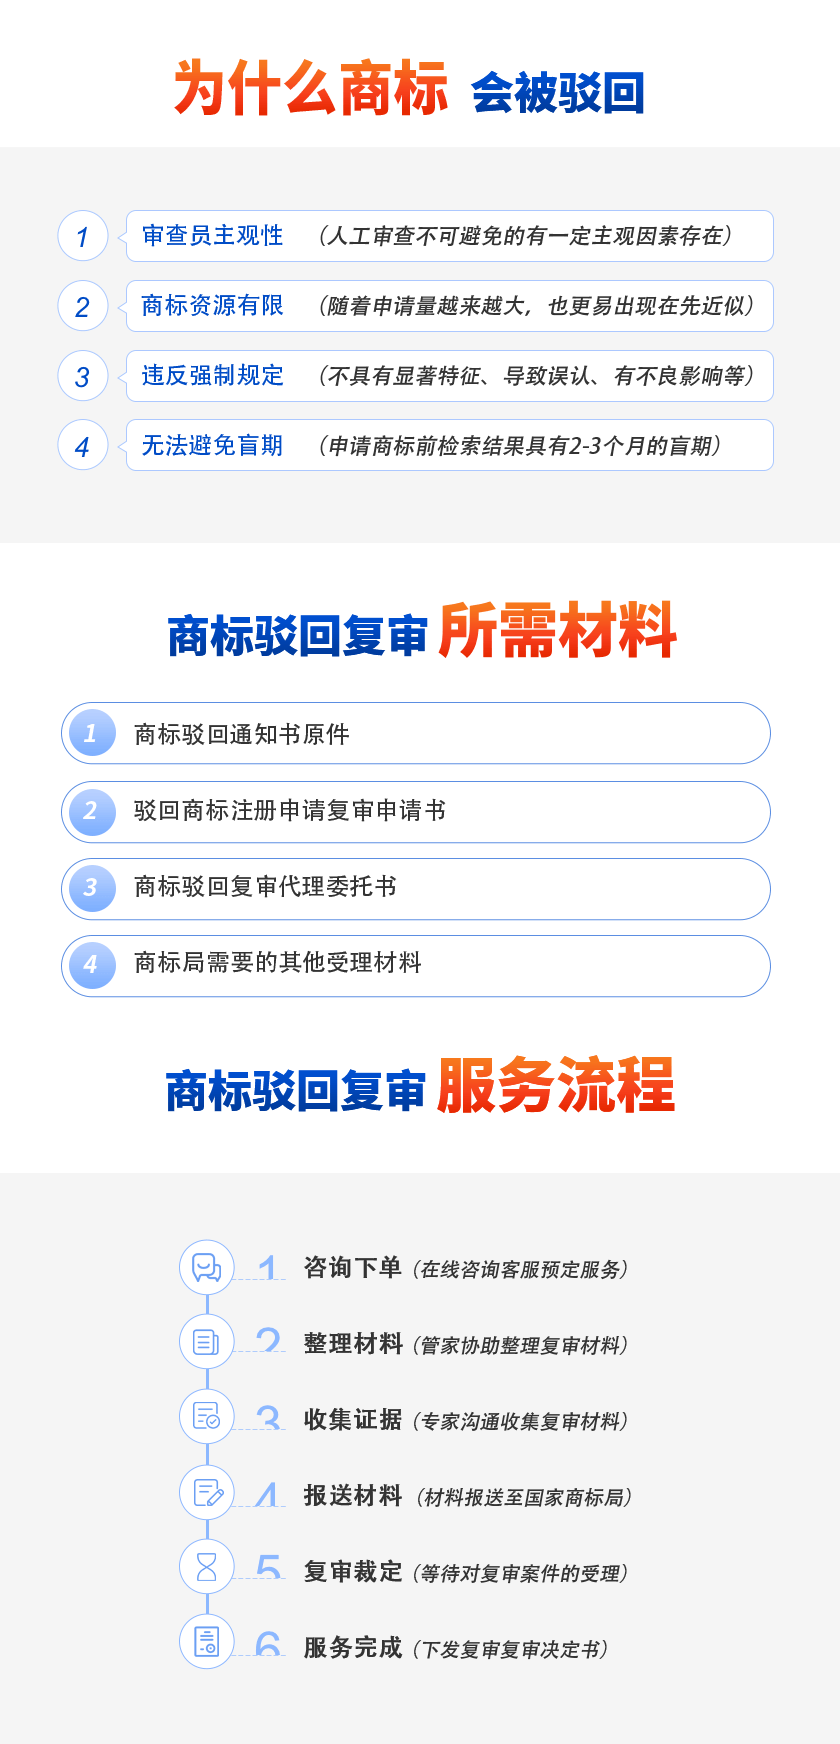 为什么商标 会被驳回
1 审查员主观性 （人工审查不可避免的有一定主观因素存在）
2 商标资源有限 （随着申请量越来越大，也更易出现在先近似）
3 违反强制规定 （不具有显著特征、导致误认、有不良影响等）
4 无法避免盲期 （申请商标前检索结果具有2-3个月的盲期）
商标驳回复审 所需材料
1 商标驳回通知书原件
2 驳回商标注册申请复审申请书
3 商标驳回复审代理委托书
4 商标局需要的其他受理材料
商标驳回复审 服务流程
1 咨询下单（在线咨询客服预定服务）
2 整理材料（管家协助整理复审材料）
3 收集证据（专家沟通收集复审材料）
4 报送材料（材料报送至国家商标局）
5 复审裁定（等待对复审案件的受理）
6 服务完成（下发复审复审决定书）